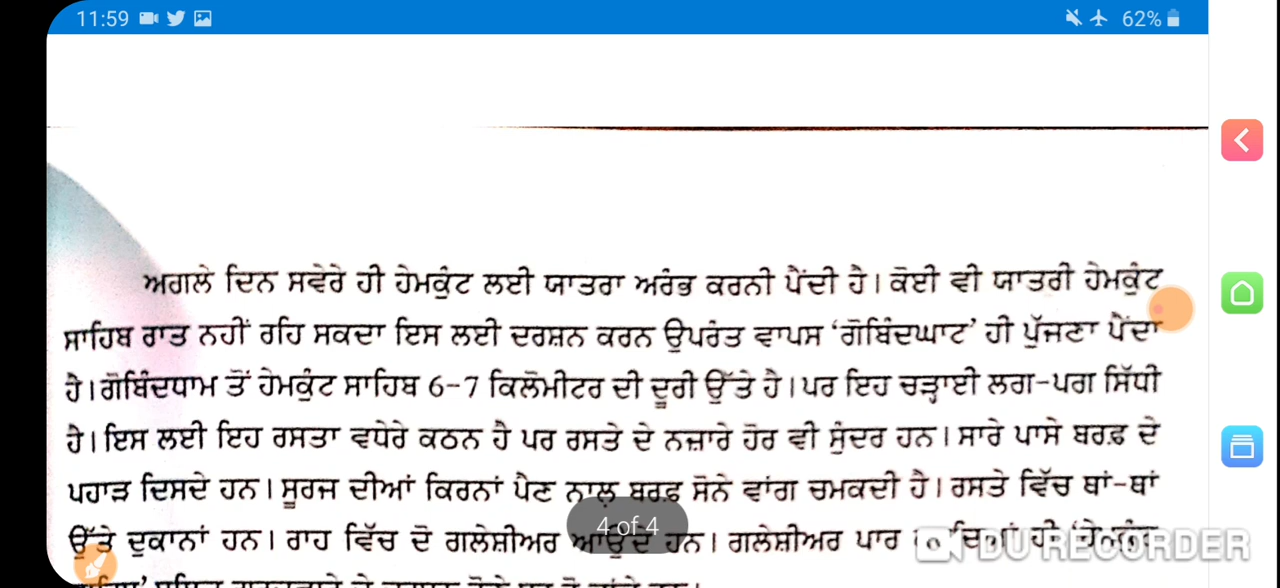 11:59
62%
ਅਗਲੇ ਦਿਨ ਸਵੇਰੇ ਹੀ ਹੇਮਕੁੰਟ ਲਈ ਯਾਤਰਾ ਅਰੰਭ ਕਰਨੀ ਪੈਂਦੀ ਹੈ। ਕੋਈ ਵੀ ਯਾਤਰੀ ਹੇਮਕੁੰਟ
ਸਾਹਿਬ ਰਾਤ ਨਹੀਂ ਰਹਿ ਸਕਦਾ ਇਸ ਲਈ ਦਰਸ਼ਨ ਕਰਨ ਉਪਰੰਤ ਵਾਪਸ ‘ਗੋਬਿੰਦਘਾਟ’ ਹੀ ਪੁੱਜਣਾ ਪੈਂਦਾ
ਹੈ। ਗੋਬਿੰਦਧਾਮ ਤੋਂ ਹੇਮਕੁੰਟ ਸਾਹਿਬ 6-7 ਕਿਲੋਮੀਟਰ ਦੀ ਦੂਰੀ ਉੱਤੇ ਹੈ। ਪਰ ਇਹ ਚੜ੍ਹਾਈ ਲਗ-ਪਗ ਸਿੱਧੀ
ਹੈ। ਇਸ ਲਈ ਇਹ ਰਸਤਾ ਵਧੇਰੇ ਕਠਨ ਹੈ ਪਰ ਰਸਤੇ ਦੇ ਨਜ਼ਾਰੇ ਹੋਰ ਵੀ ਸੁੰਦਰ ਹਨ। ਸਾਰੇ ਪਾਸੇ ਬਰਫ਼ ਦੇ
ਪਹਾੜ ਦਿਸਦੇ ਹਨ। ਸੂਰਜ ਦੀਆਂ ਕਿਰਨਾਂ ਪੈਣ ਨਾਲ਼ ਬਰਫ਼ ਸੋਨੇ ਵਾਂਗ ਚਮਕਦੀ ਹੈ। ਰਸਤੇ ਵਿੱਚ ਥਾਂ-ਥਾਂ
4 of 4
ਉੱਤੇ ਦੁਕਾਨਾਂ ਹਨ। ਰਾਹ ਵਿੱਚ ਦੋ ਗਲੇਸ਼ੀਅਰ ਆਉਂਦੇ ਹਨ। ਗਲੇਸ਼ੀਅਰ ਪਾਰ ਹੀ ‘ਹੇਮਕੁੰਟ
DU RECORDER